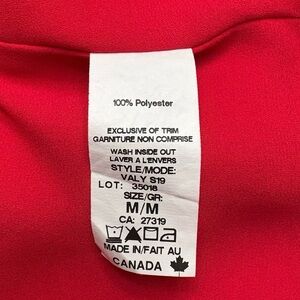 100% Polyester
EXCLUSIVE OF TRIM
GARNITURE NON COMPRISE
WASH INSIDE OUT
LAVER A L'ENVERS
STYLE/MODE:
VALY S19
LOT: 35018
SIZE/GR:
M/M
CA: 27319
MADE IN/FAIT AU
CANADA